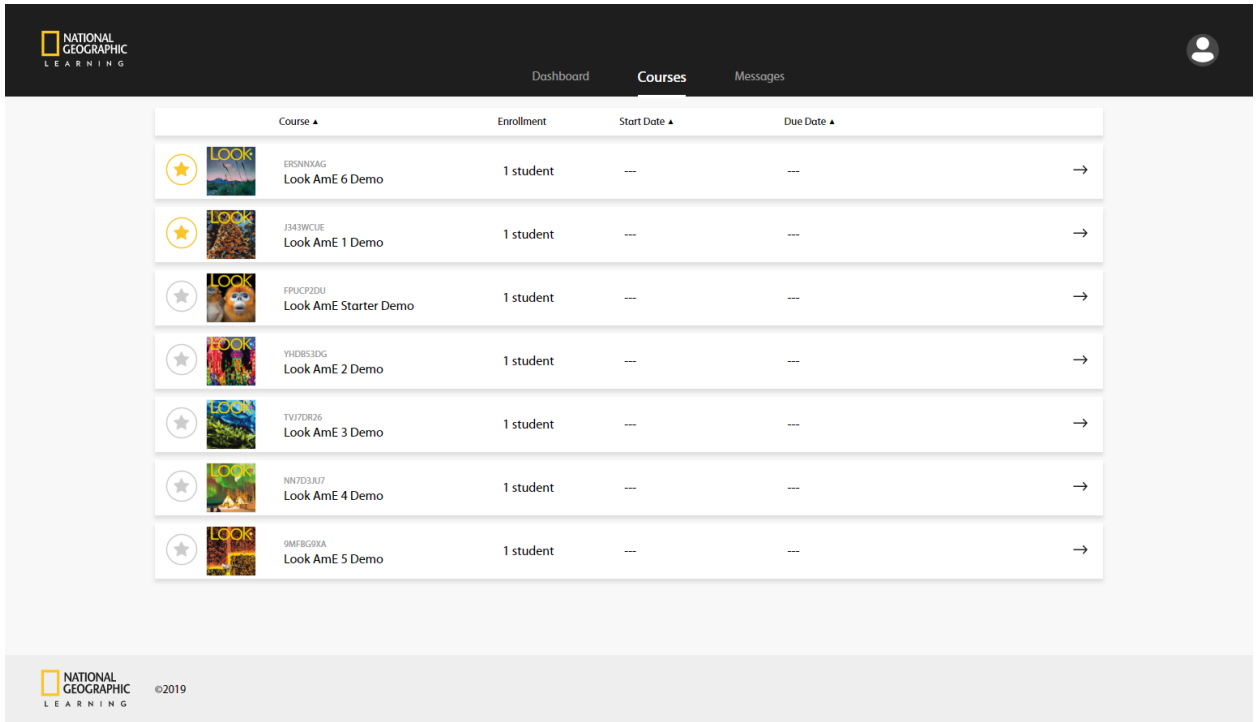 NATIONAL
GEOGRAPHIC
LEARNING
Dashboard Courses Messages
Course ▲ Enrollment Start Date ▲ Due Date ▲
LOOK
ERSNNXAG
Look AmE 6 Demo 1 student --- --- →
LOOK
J343WCUE
Look AmE 1 Demo 1 student --- --- →
LOOK
FPUCP2DU
Look AmE Starter Demo 1 student --- --- →
LOOK
YHDB53DG
Look AmE 2 Demo 1 student --- --- →
LOOK
TVJ7DR26
Look AmE 3 Demo 1 student --- --- →
LOOK
NN7D3JU7
Look AmE 4 Demo 1 student --- --- →
LOOK
9MFBG9XA
Look AmE 5 Demo 1 student --- --- →
NATIONAL
GEOGRAPHIC
LEARNING
©2019